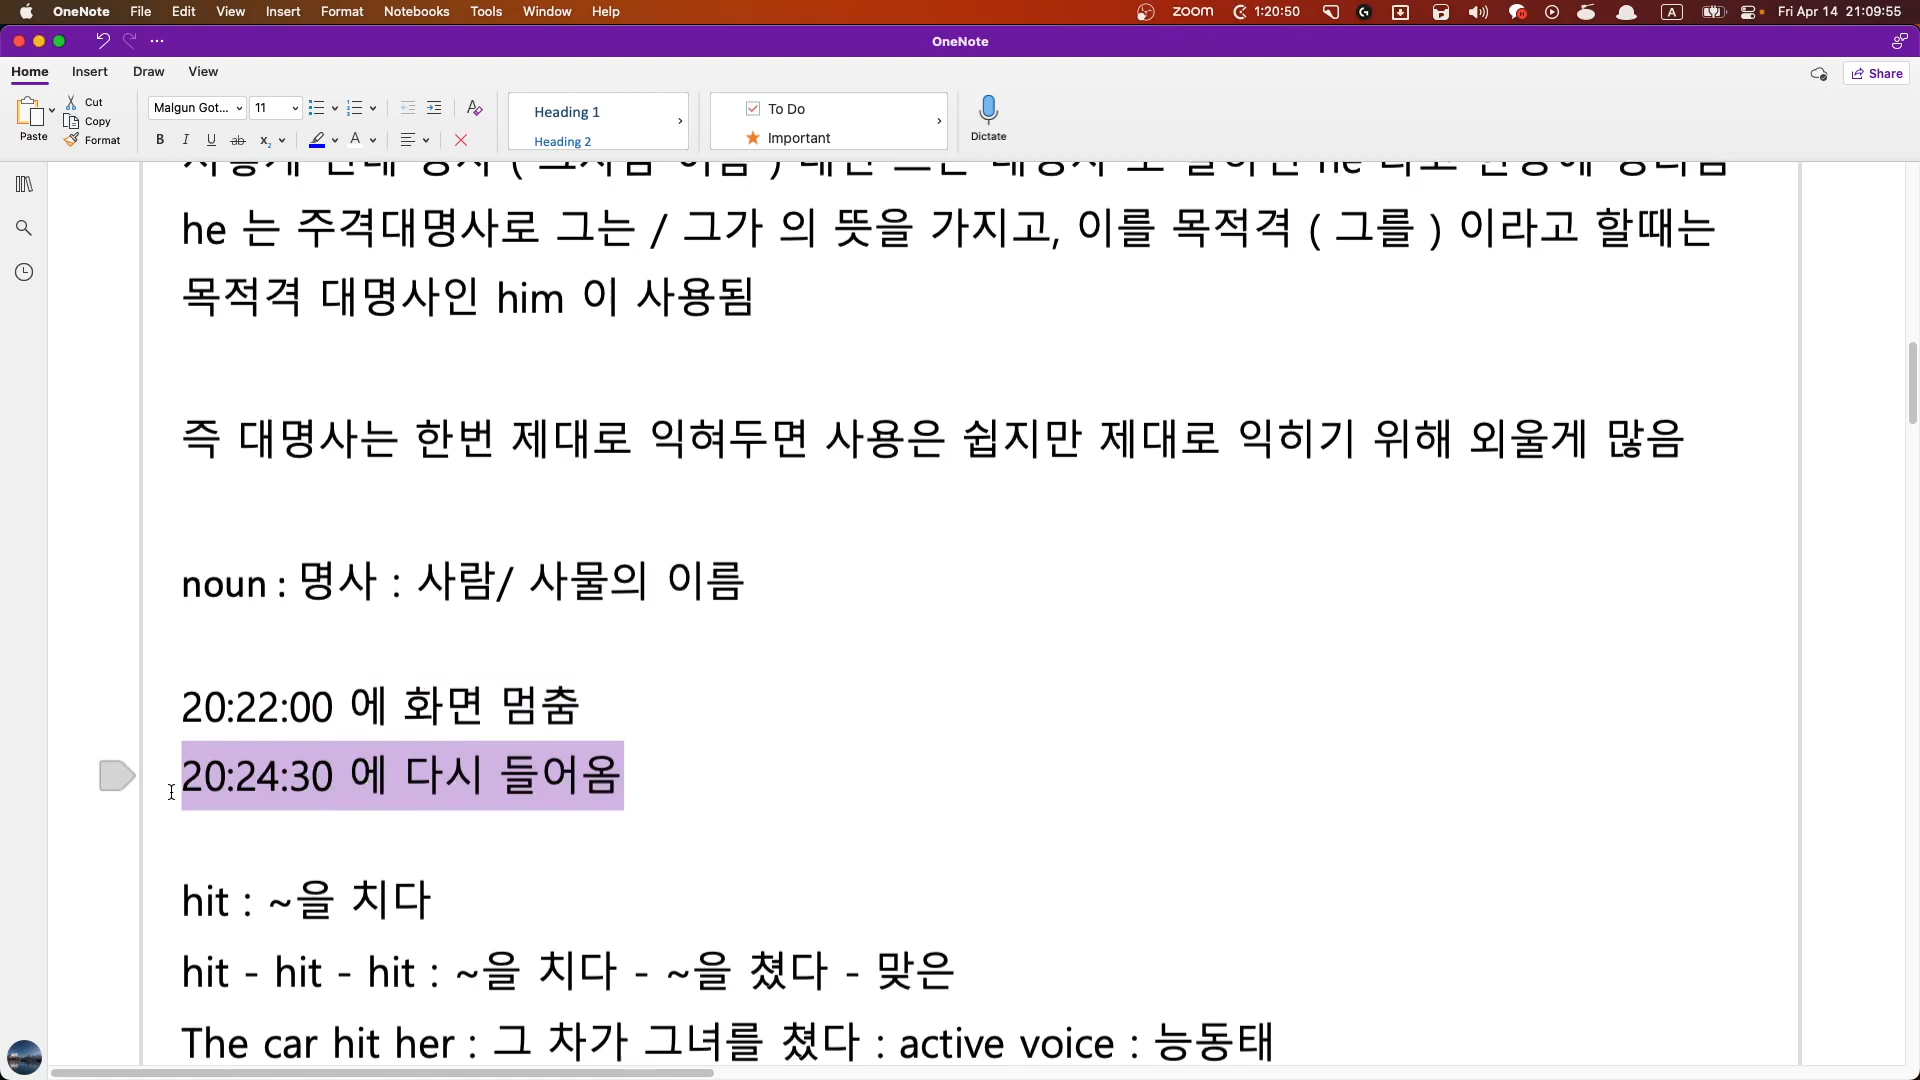 OneNote File Edit View Insert Format Notebooks Tools Window Help zoom 1:20:50 A Fri Apr 14 21:09:55
OneNote
Home Insert Draw View Share
Paste Cut Copy Format
Malgun Got... 11
B I U ab x₂ A
Heading 1
Heading 2
To Do
Important
Dictate
he 는 주격대명사로 그는 / 그가 의 뜻을 가지고, 이를 목적격 ( 그를 ) 이라고 할때는
목적격 대명사인 him 이 사용됨
즉 대명사는 한번 제대로 익혀두면 사용은 쉽지만 제대로 익히기 위해 외울게 많음
noun : 명사 : 사람/ 사물의 이름
20:22:00 에 화면 멈춤
20:24:30 에 다시 들어옴
hit : ~을 치다
hit - hit - hit : ~을 치다 - ~을 쳤다 - 맞은
The car hit her : 그 차가 그녀를 쳤다 : active voice : 능동태